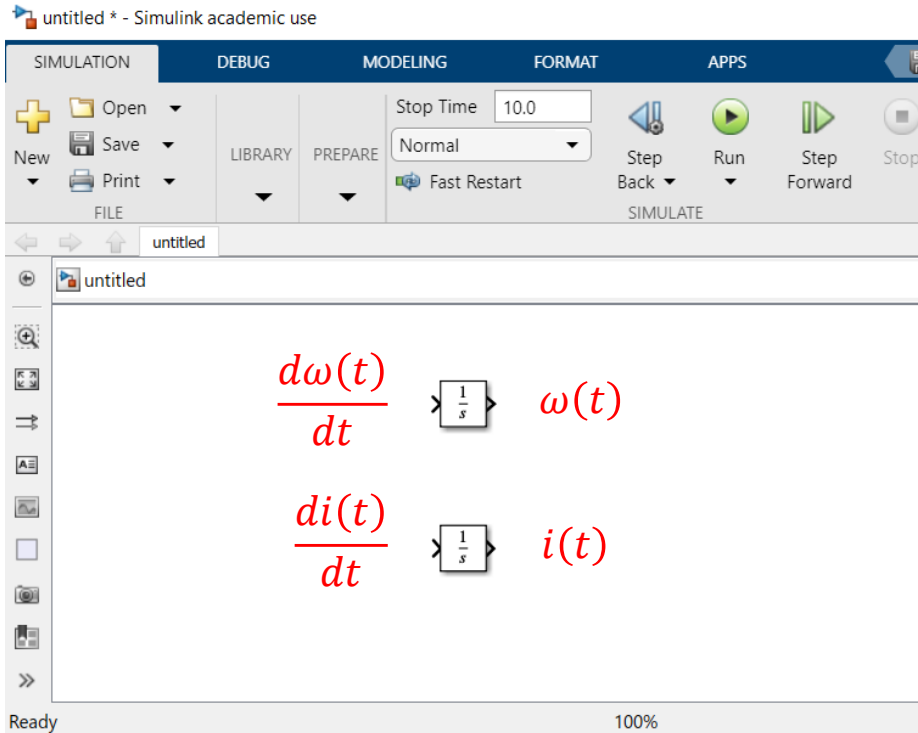 untitled * - Simulink academic use
SIMULATION DEBUG MODELING FORMAT APPS
New
Open
Save
Print
FILE
LIBRARY
PREPARE
Stop Time 10.0
Normal
Fast Restart
Step Back
Run
Step Forward
Stop
SIMULATE
untitled
untitled
dω(t)/dt 1/s ω(t)
di(t)/dt 1/s i(t)
Ready 100%